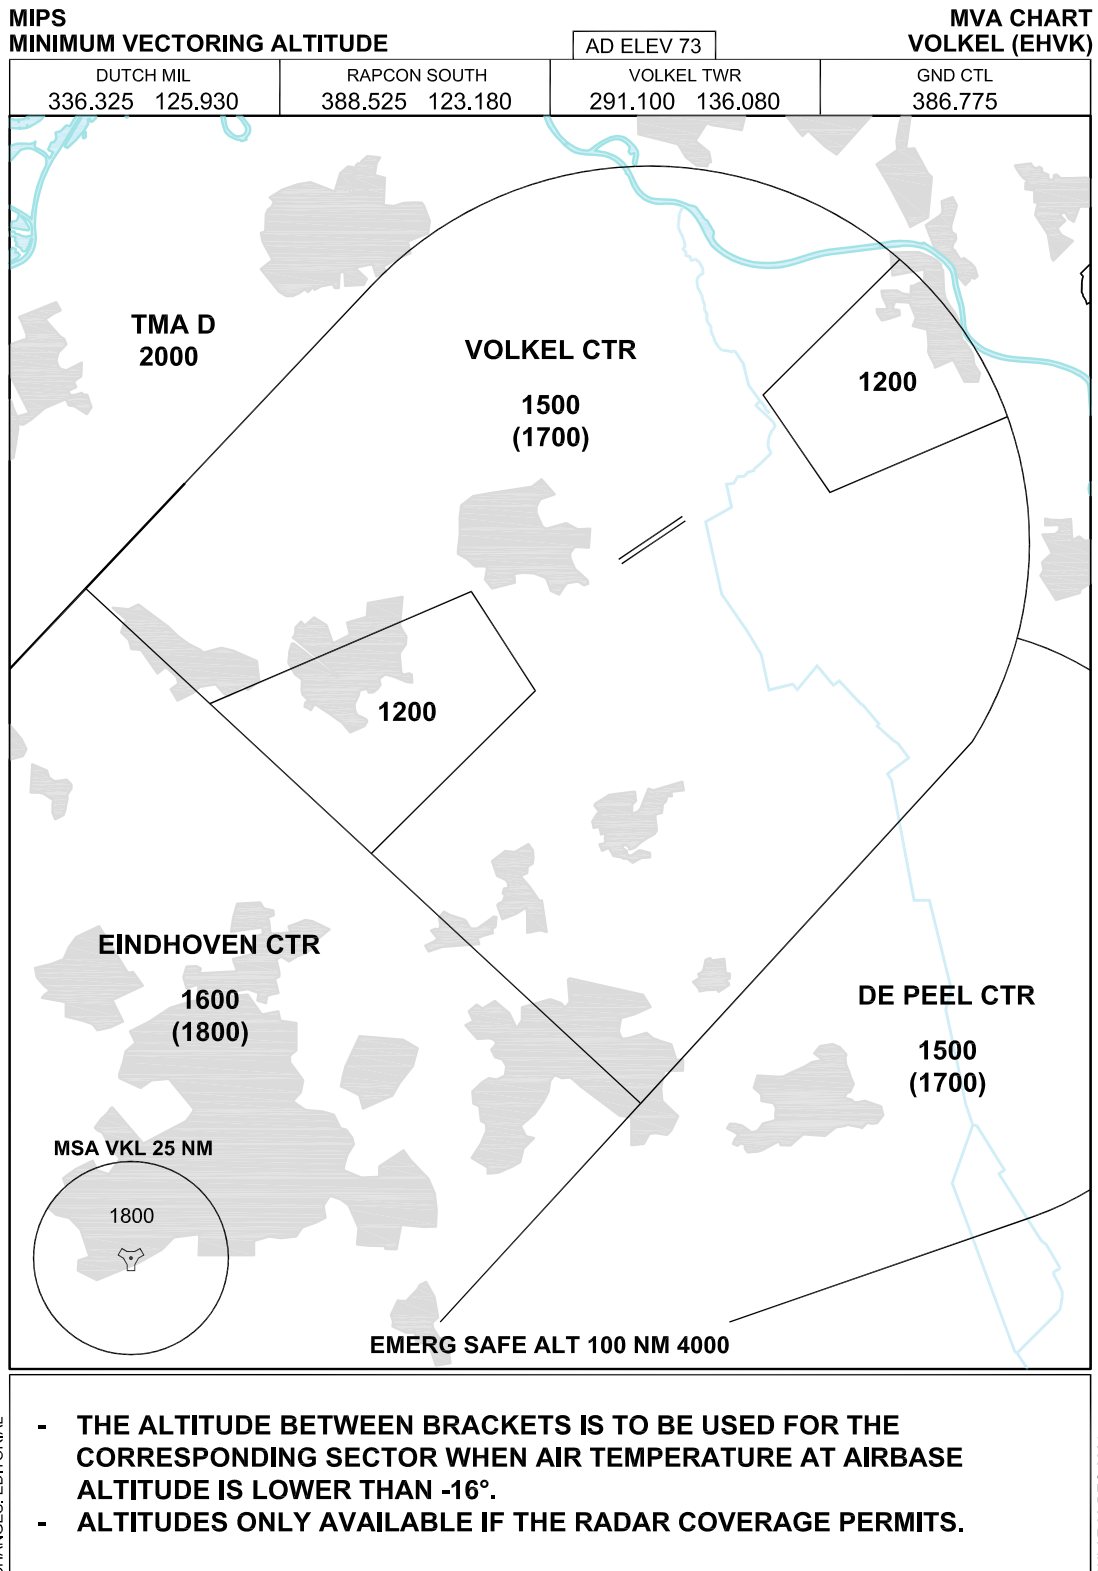 MIPS
MINIMUM VECTORING ALTITUDE
AD ELEV 73
MVA CHART
VOLKEL (EHVK)
DUTCH MIL
336.325 125.930
RAPCON SOUTH
388.525 123.180
VOLKEL TWR
291.100 136.080
GND CTL
386.775
TMA D
2000
VOLKEL CTR
1500
(1700)
1200
1200
EINDHOVEN CTR
1600
(1800)
DE PEEL CTR
1500
(1700)
MSA VKL 25 NM
1800
EMERG SAFE ALT 100 NM 4000
- THE ALTITUDE BETWEEN BRACKETS IS TO BE USED FOR THE
CORRESPONDING SECTOR WHEN AIR TEMPERATURE AT AIRBASE
ALTITUDE IS LOWER THAN -16°.
- ALTITUDES ONLY AVAILABLE IF THE RADAR COVERAGE PERMITS.